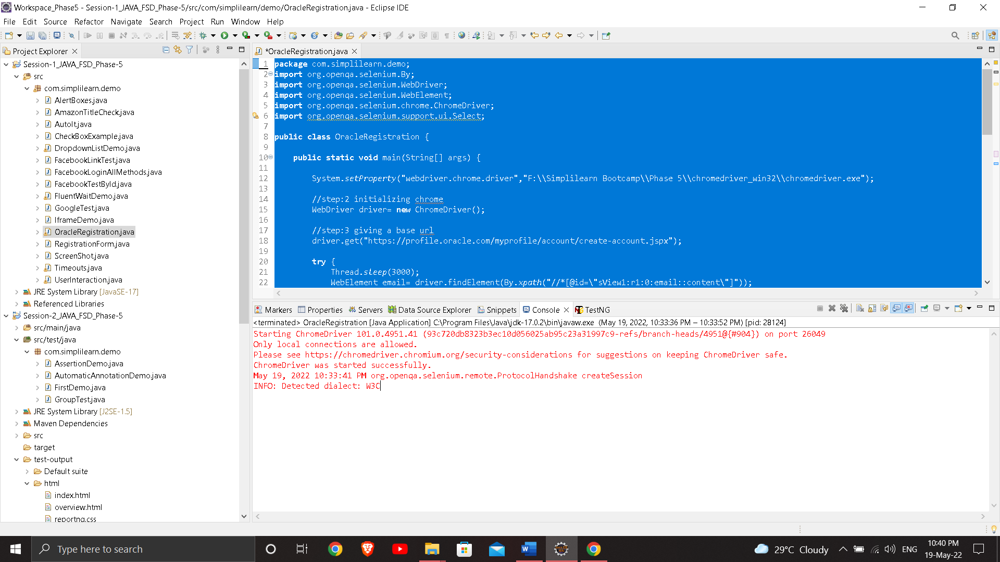 Workspace_Phase5 - Session-1_JAVA_FSD_Phase-5/src/com/simplilearn/demo/OracleRegistration.java - Eclipse IDE
File Edit Source Refactor Navigate Search Project Run Window Help
Project Explorer
Session-1_JAVA_FSD_Phase-5
src
com.simplilearn.demo
AlertBoxes.java
AmazonTitleCheck.java
AutoIt.java
CheckBoxExample.java
DropdownListDemo.java
FacebookLinkTest.java
FacebookLoginAllMethods.java
FacebookTestById.java
FluentWaitDemo.java
GoogleTest.java
IframeDemo.java
OracleRegistration.java
RegistrationForm.java
ScreenShot.java
Timeouts.java
UserInteraction.java
JRE System Library [JavaSE-17]
Referenced Libraries
Session-2_JAVA_FSD_Phase-5
src/main/java
src/test/java
com.simplilearn.demo
AssertionDemo.java
AutomaticAnnotationDemo.java
FirstDemo.java
GroupTest.java
JRE System Library [J2SE-1.5]
Maven Dependencies
src
target
test-output
Default suite
html
index.html
overview.html
reportng.css
*OracleRegistration.java
1 package com.simplilearn.demo;
2 import org.openqa.selenium.By;
3 import org.openqa.selenium.WebDriver;
4 import org.openqa.selenium.WebElement;
5 import org.openqa.selenium.chrome.ChromeDriver;
6 import org.openqa.selenium.support.ui.Select;
7
8 public class OracleRegistration {
9
10 public static void main(String[] args) {
11
12 System.setProperty("webdriver.chrome.driver","F:\\Simplilearn Bootcamp\\Phase 5\\chromedriver_win32\\chromedriver.exe");
13
14 //step:2 initializing chrome
15 WebDriver driver= new ChromeDriver();
16
17 //step:3 giving a base url
18 driver.get("https://profile.oracle.com/myprofile/account/create-account.jspx");
19
20 try {
21 Thread.sleep(3000);
22 WebElement email= driver.findElement(By.xpath("//*[@id=\"sView1:r1:0:email::content\"]"));
Markers Properties Servers Data Source Explorer Snippets Console TestNG
<terminated> OracleRegistration [Java Application] C:\Program Files\Java\jdk-17.0.2\bin\javaw.exe (May 19, 2022, 10:33:36 PM – 10:33:52 PM) [pid: 28124]
Starting ChromeDriver 101.0.4951.41 (93c720db8323b3ec10d056025ab95c23a31997c9-refs/branch-heads/4951@{#904}) on port 26049
Only local connections are allowed.
Please see https://chromedriver.chromium.org/security-considerations for suggestions on keeping ChromeDriver safe.
ChromeDriver was started successfully.
May 19, 2022 10:33:41 PM org.openqa.selenium.remote.ProtocolHandshake createSession
INFO: Detected dialect: W3C
Type here to search
29°C Cloudy
ENG
10:40 PM
19-May-22